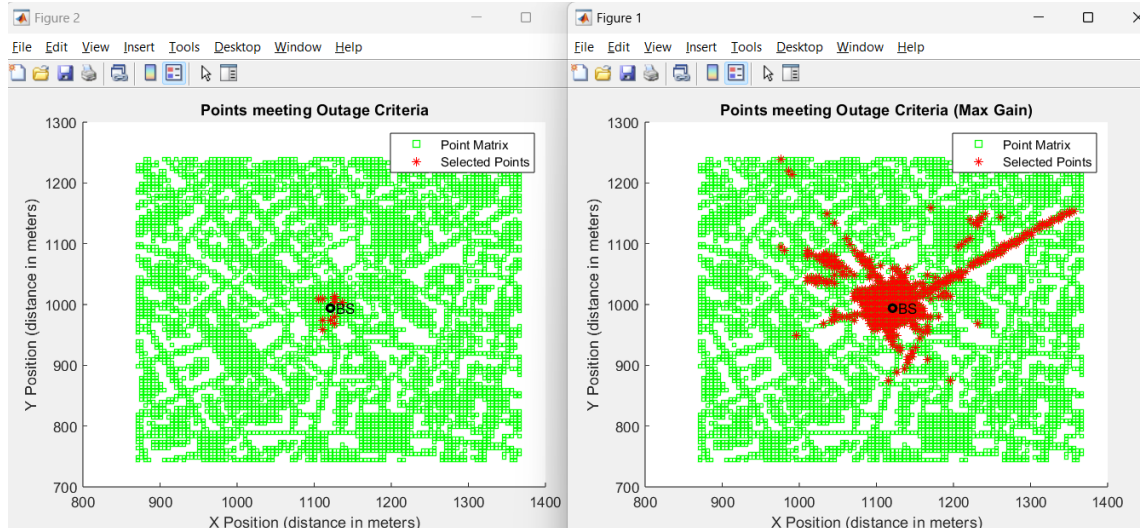 Figure 2
File Edit View Insert Tools Desktop Window Help
Points meeting Outage Criteria
Point Matrix
Selected Points
BS
1300
1200
1100
1000
900
800
700
Y Position (distance in meters)
800 900 1000 1100 1200 1300 1400
X Position (distance in meters)
Figure 1
File Edit View Insert Tools Desktop Window Help
Points meeting Outage Criteria (Max Gain)
Point Matrix
Selected Points
BS
1300
1200
1100
1000
900
800
700
Y Position (distance in meters)
800 900 1000 1100 1200 1300 1400
X Position (distance in meters)